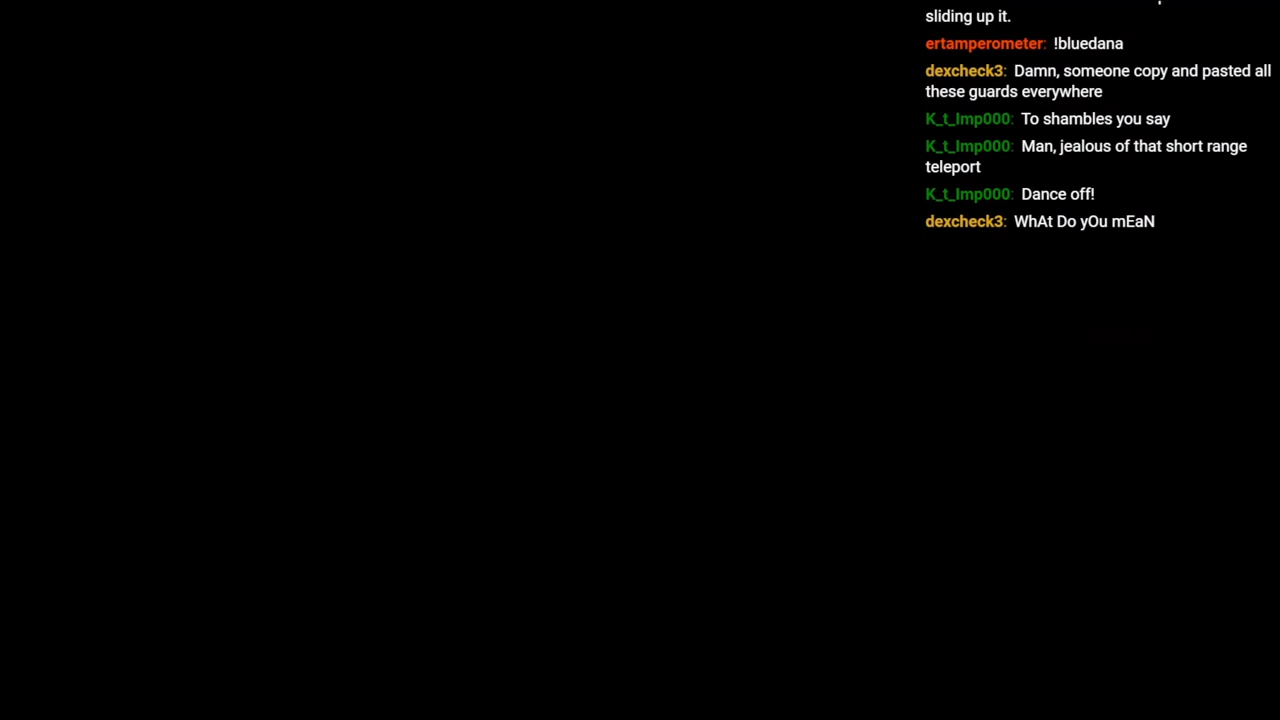 sliding up it.
ertamperometer: !bluedana
dexcheck3: Damn, someone copy and pasted all
these guards everywhere
K_t_Imp000: To shambles you say
K_t_Imp000: Man, jealous of that short range
teleport
K_t_Imp000: Dance off!
dexcheck3: WhAt Do yOu mEaN